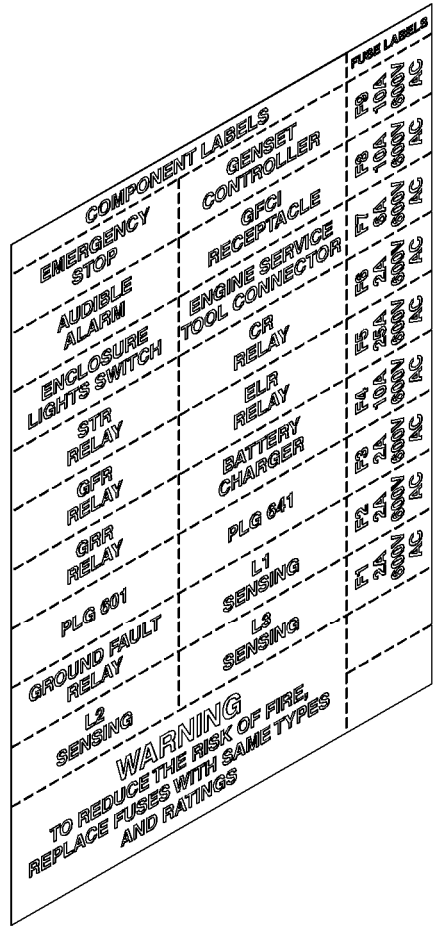 COMPONENT LABELS
EMERGENCY
STOP
GENSET
CONTROLLER
AUDIBLE
ALARM
GFCI
RECEPTACLE
ENCLOSURE
LIGHTS SWITCH
ENGINE SERVICE
TOOL CONNECTOR
STR
RELAY
CR
RELAY
GFR
RELAY
ELR
RELAY
GRR
RELAY
BATTERY
CHARGER
PLG 601
PLG 641
GROUND FAULT
RELAY
L1
SENSING
L2
SENSING
L3
SENSING
WARNING
TO REDUCE THE RISK OF FIRE,
REPLACE FUSES WITH SAME TYPES
AND RATINGS
FUSE LABELS
F9
10A
600V
AC
F8
10A
600V
AC
F7
6A
600V
AC
F6
2A
600V
AC
F5
25A
600V
AC
F4
10A
600V
AC
F3
2A
600V
AC
F2
2A
600V
AC
F1
2A
600V
AC